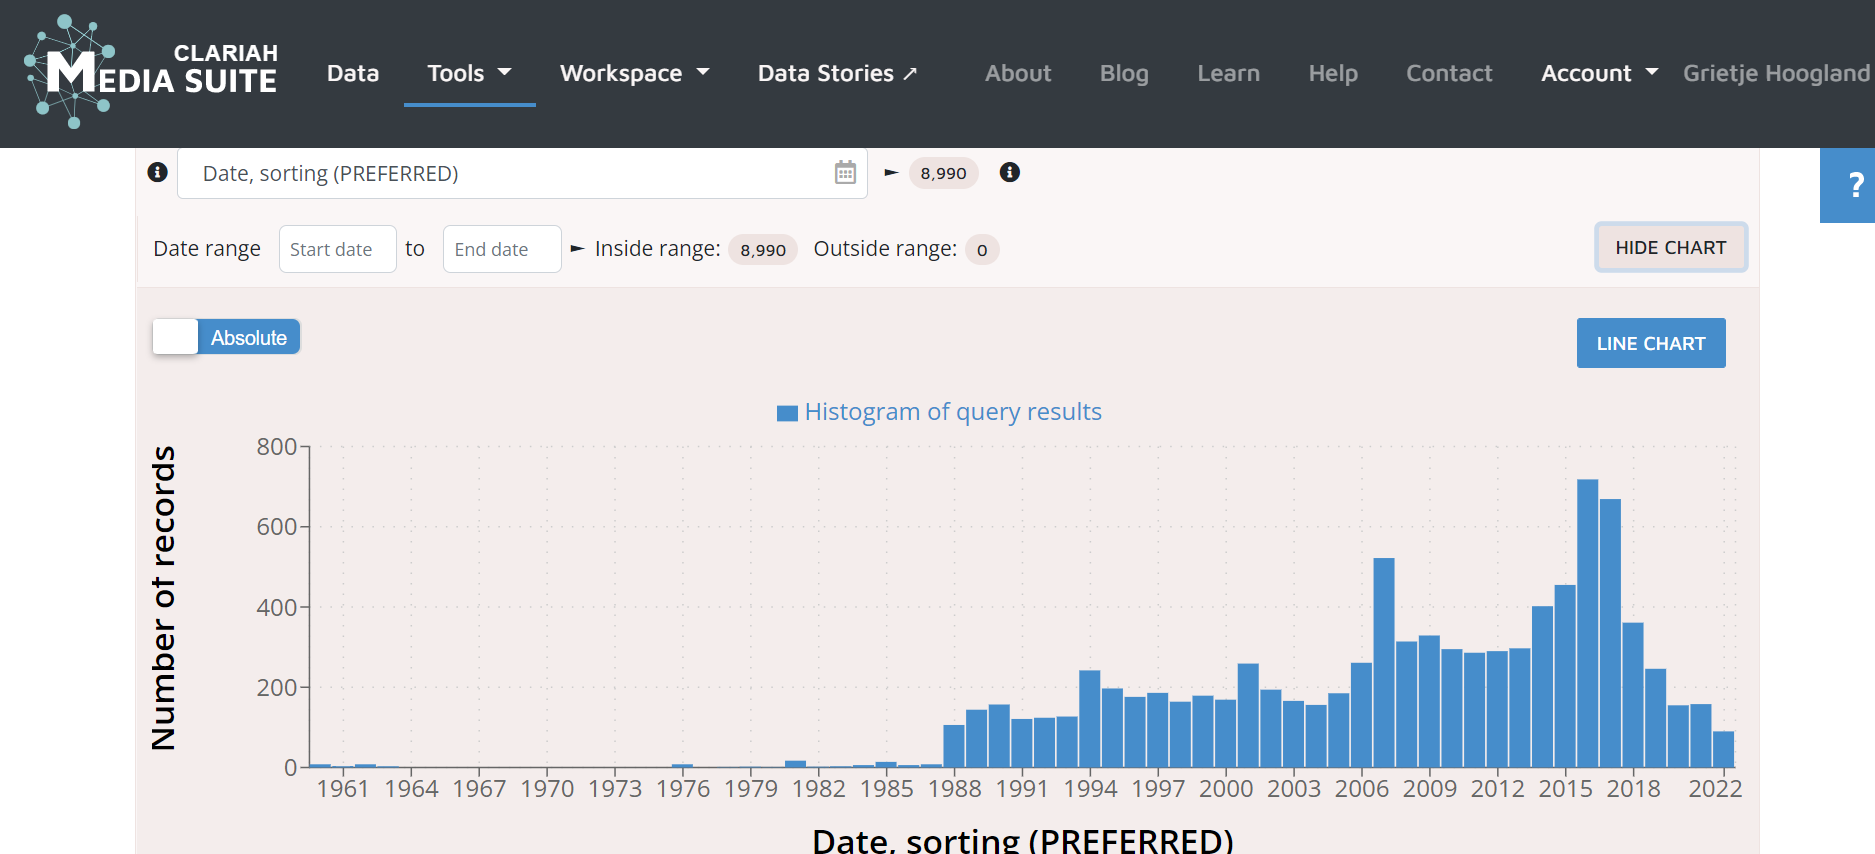 CLARIAH
MEDIA SUITE
Data Tools Workspace Data Stories ↗ About Blog Learn Help Contact Account Grietje Hoogland
Date, sorting (PREFERRED) ► 8,990
?
Date range Start date to End date ► Inside range: 8,990 Outside range: 0 HIDE CHART
Absolute LINE CHART
Histogram of query results
Number of records
800
600
400
200
0
1961 1964 1967 1970 1973 1976 1979 1982 1985 1988 1991 1994 1997 2000 2003 2006 2009 2012 2015 2018 2022
Date, sorting (PREFERRED)